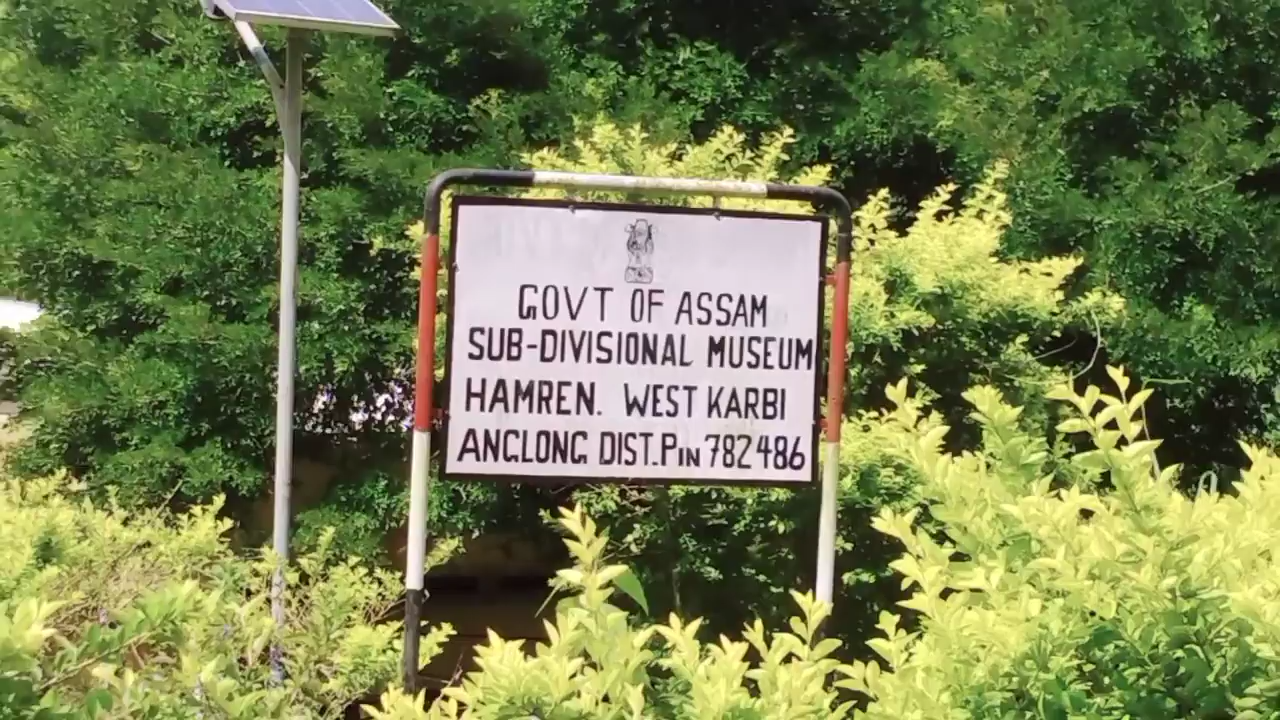 GOVT OF ASSAM
SUB-DIVISIONAL MUSEUM
HAMREN. WEST KARBI
ANGLONG DIST.PIN 782486